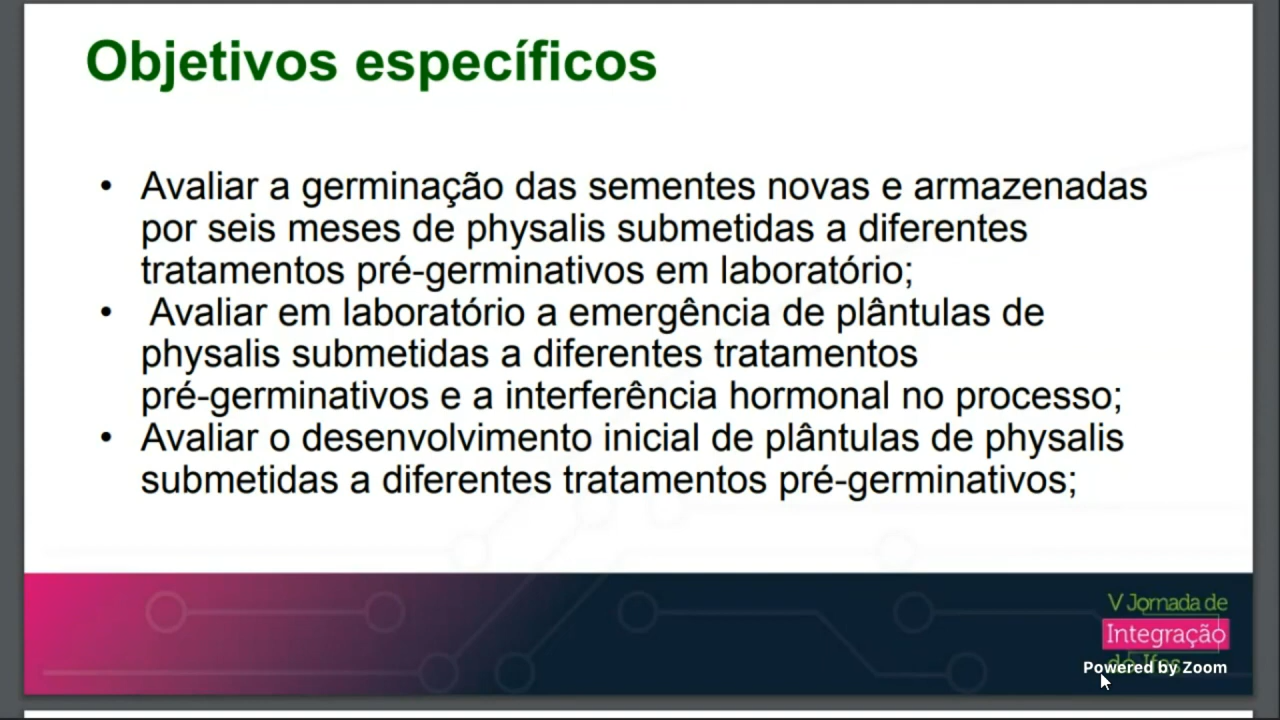 Objetivos específicos
• Avaliar a germinação das sementes novas e armazenadas
por seis meses de physalis submetidas a diferentes
tratamentos pré-germinativos em laboratório;
• Avaliar em laboratório a emergência de plântulas de
physalis submetidas a diferentes tratamentos
pré-germinativos e a interferência hormonal no processo;
• Avaliar o desenvolvimento inicial de plântulas de physalis
submetidas a diferentes tratamentos pré-germinativos;
V Jornada de
Integração
do Ifes
Powered by Zoom